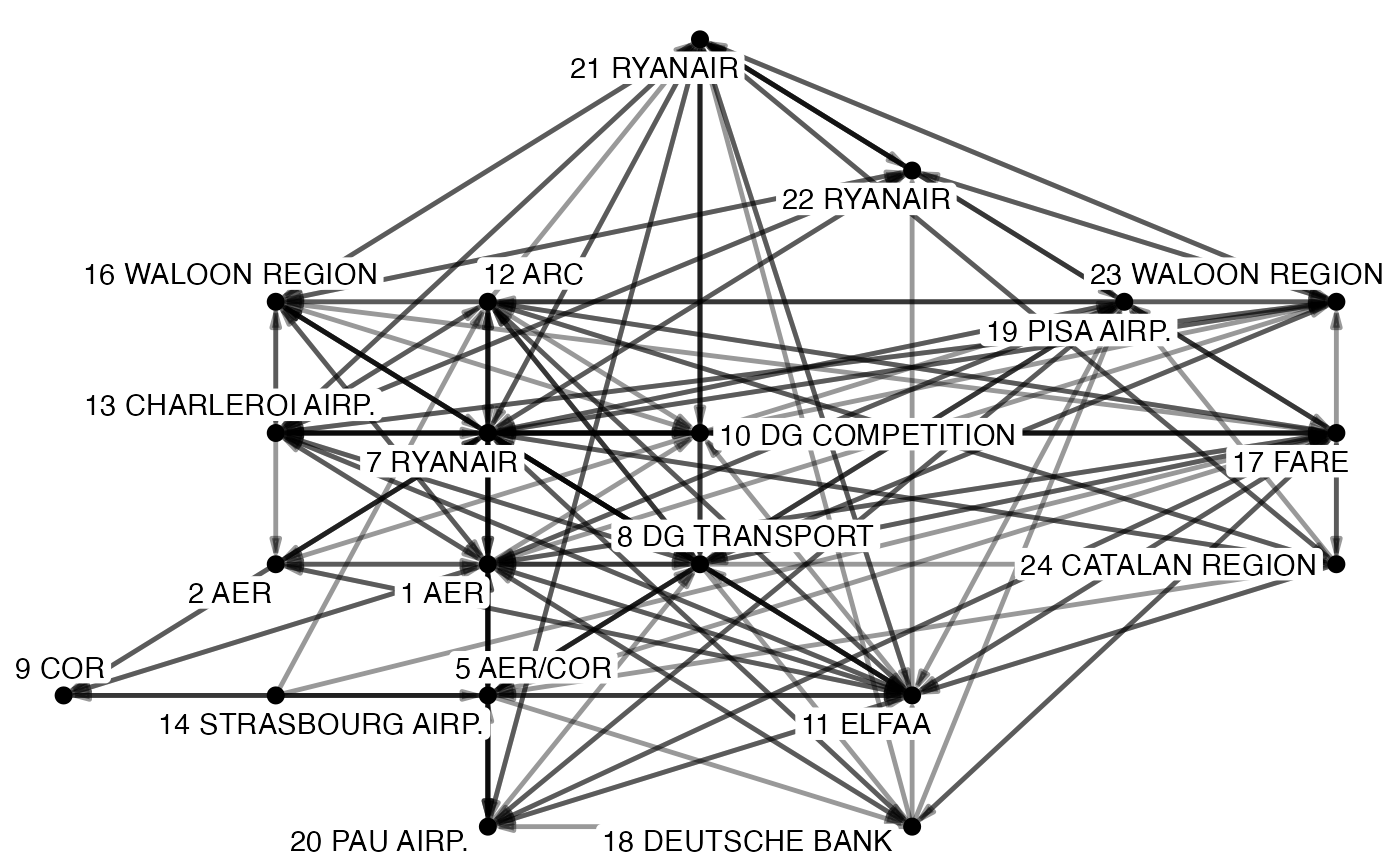 21 RYANAIR
22 RYANAIR
16 WALOON REGION
12 ARC
23 WALOON REGION
19 PISA AIRP.
13 CHARLEROI AIRP.
10 DG COMPETITION
7 RYANAIR
17 FARE
8 DG TRANSPORT
24 CATALAN REGION
2 AER
1 AER
9 COR
5 AER/COR
14 STRASBOURG AIRP.
11 ELFAA
20 PAU AIRP.
18 DEUTSCHE BANK